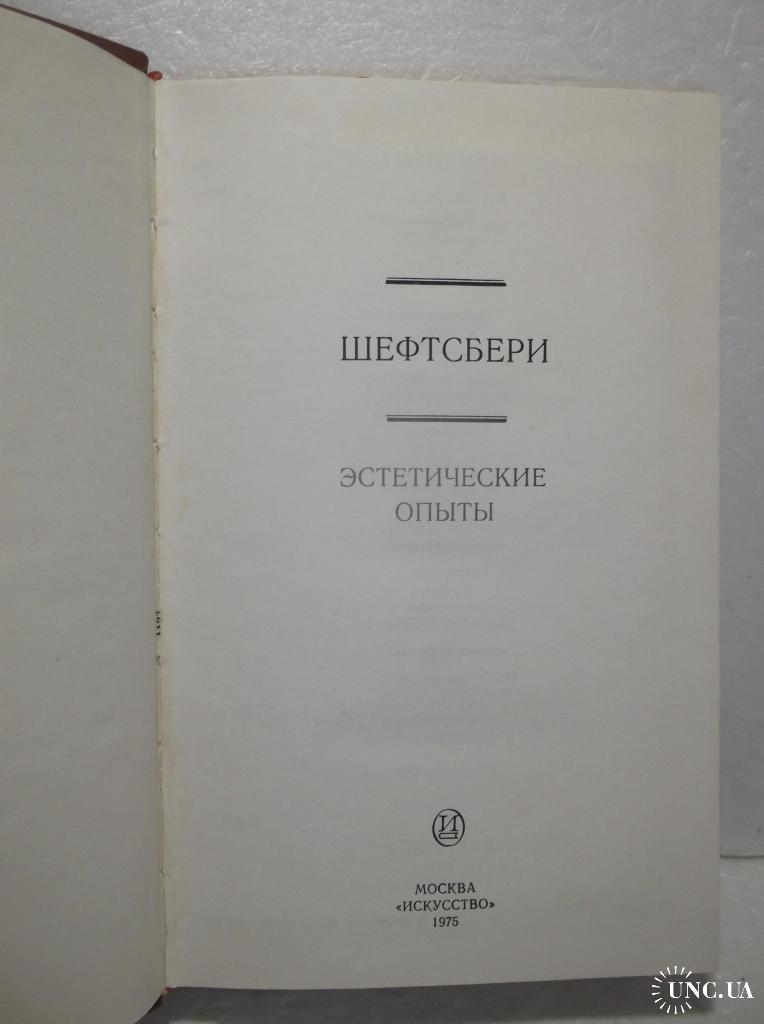 ШЕФТСБЕРИ
ЭСТЕТИЧЕСКИЕ
ОПЫТЫ
МОСКВА
«ИСКУССТВО»
1975
UNC.UA